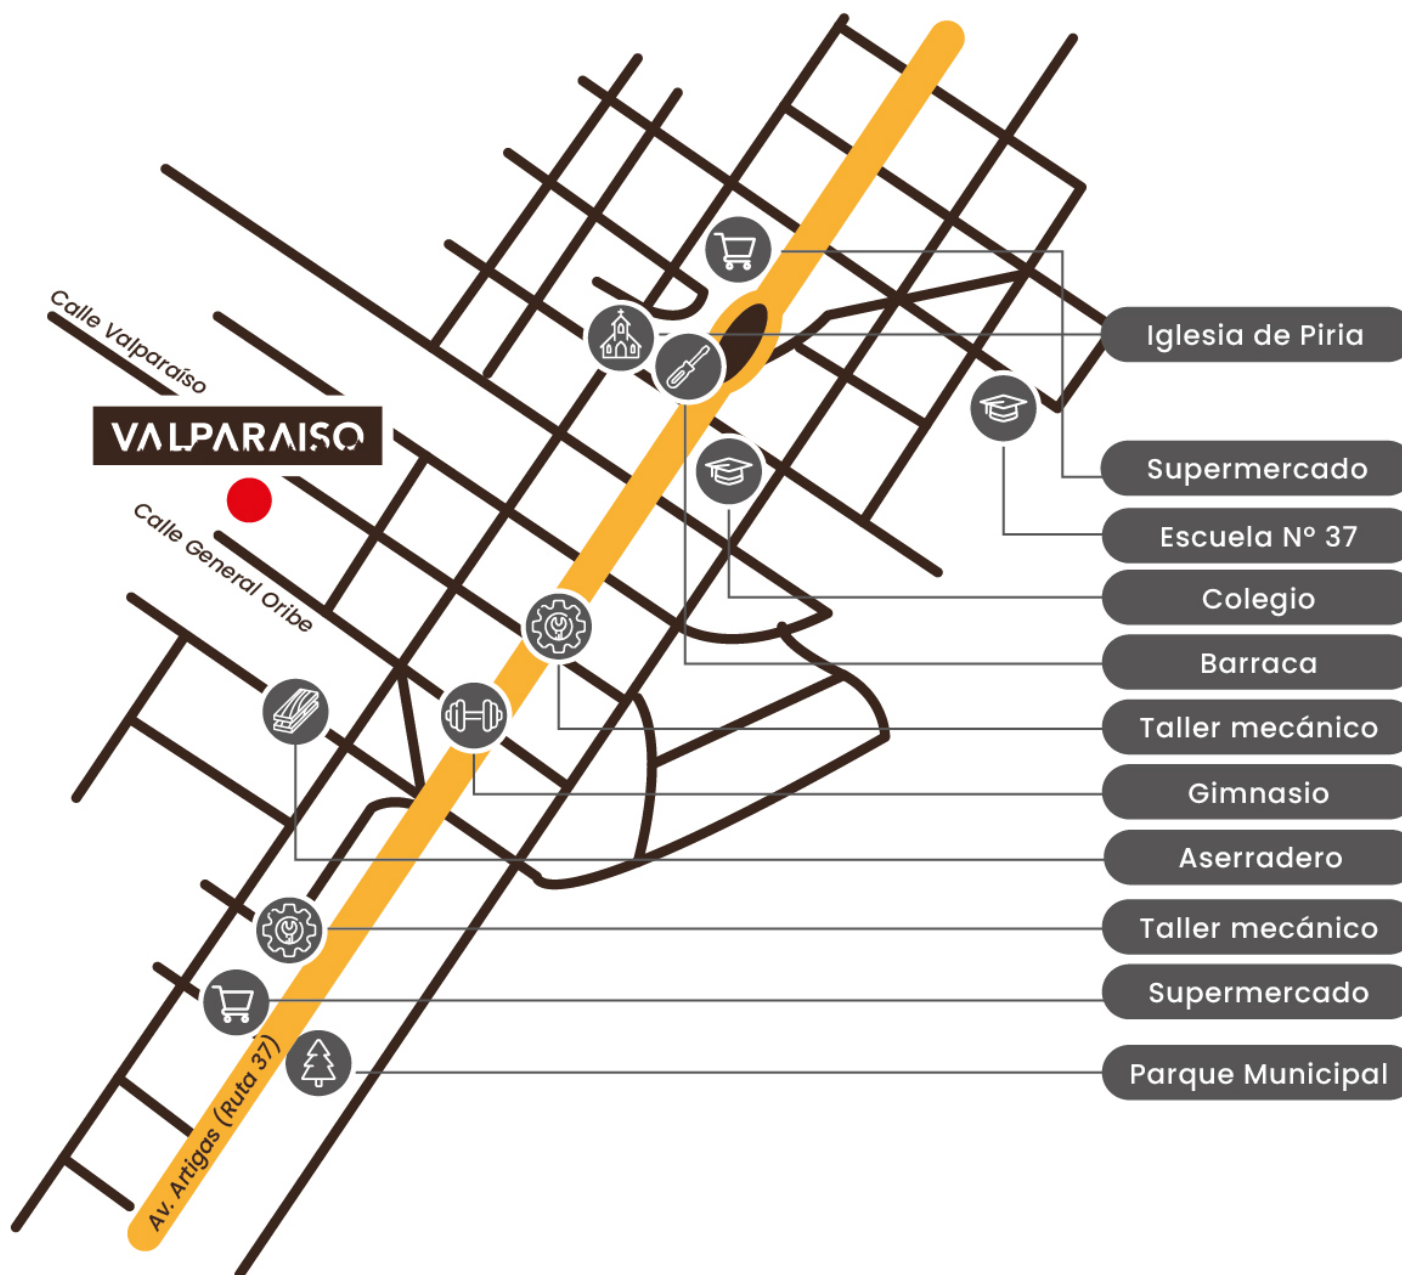 Calle Valparaíso
VALPARAISO
Calle General Oribe
Av. Artigas (Ruta 37)
Iglesia de Piria
Supermercado
Escuela Nº 37
Colegio
Barraca
Taller mecánico
Gimnasio
Aserradero
Taller mecánico
Supermercado
Parque Municipal